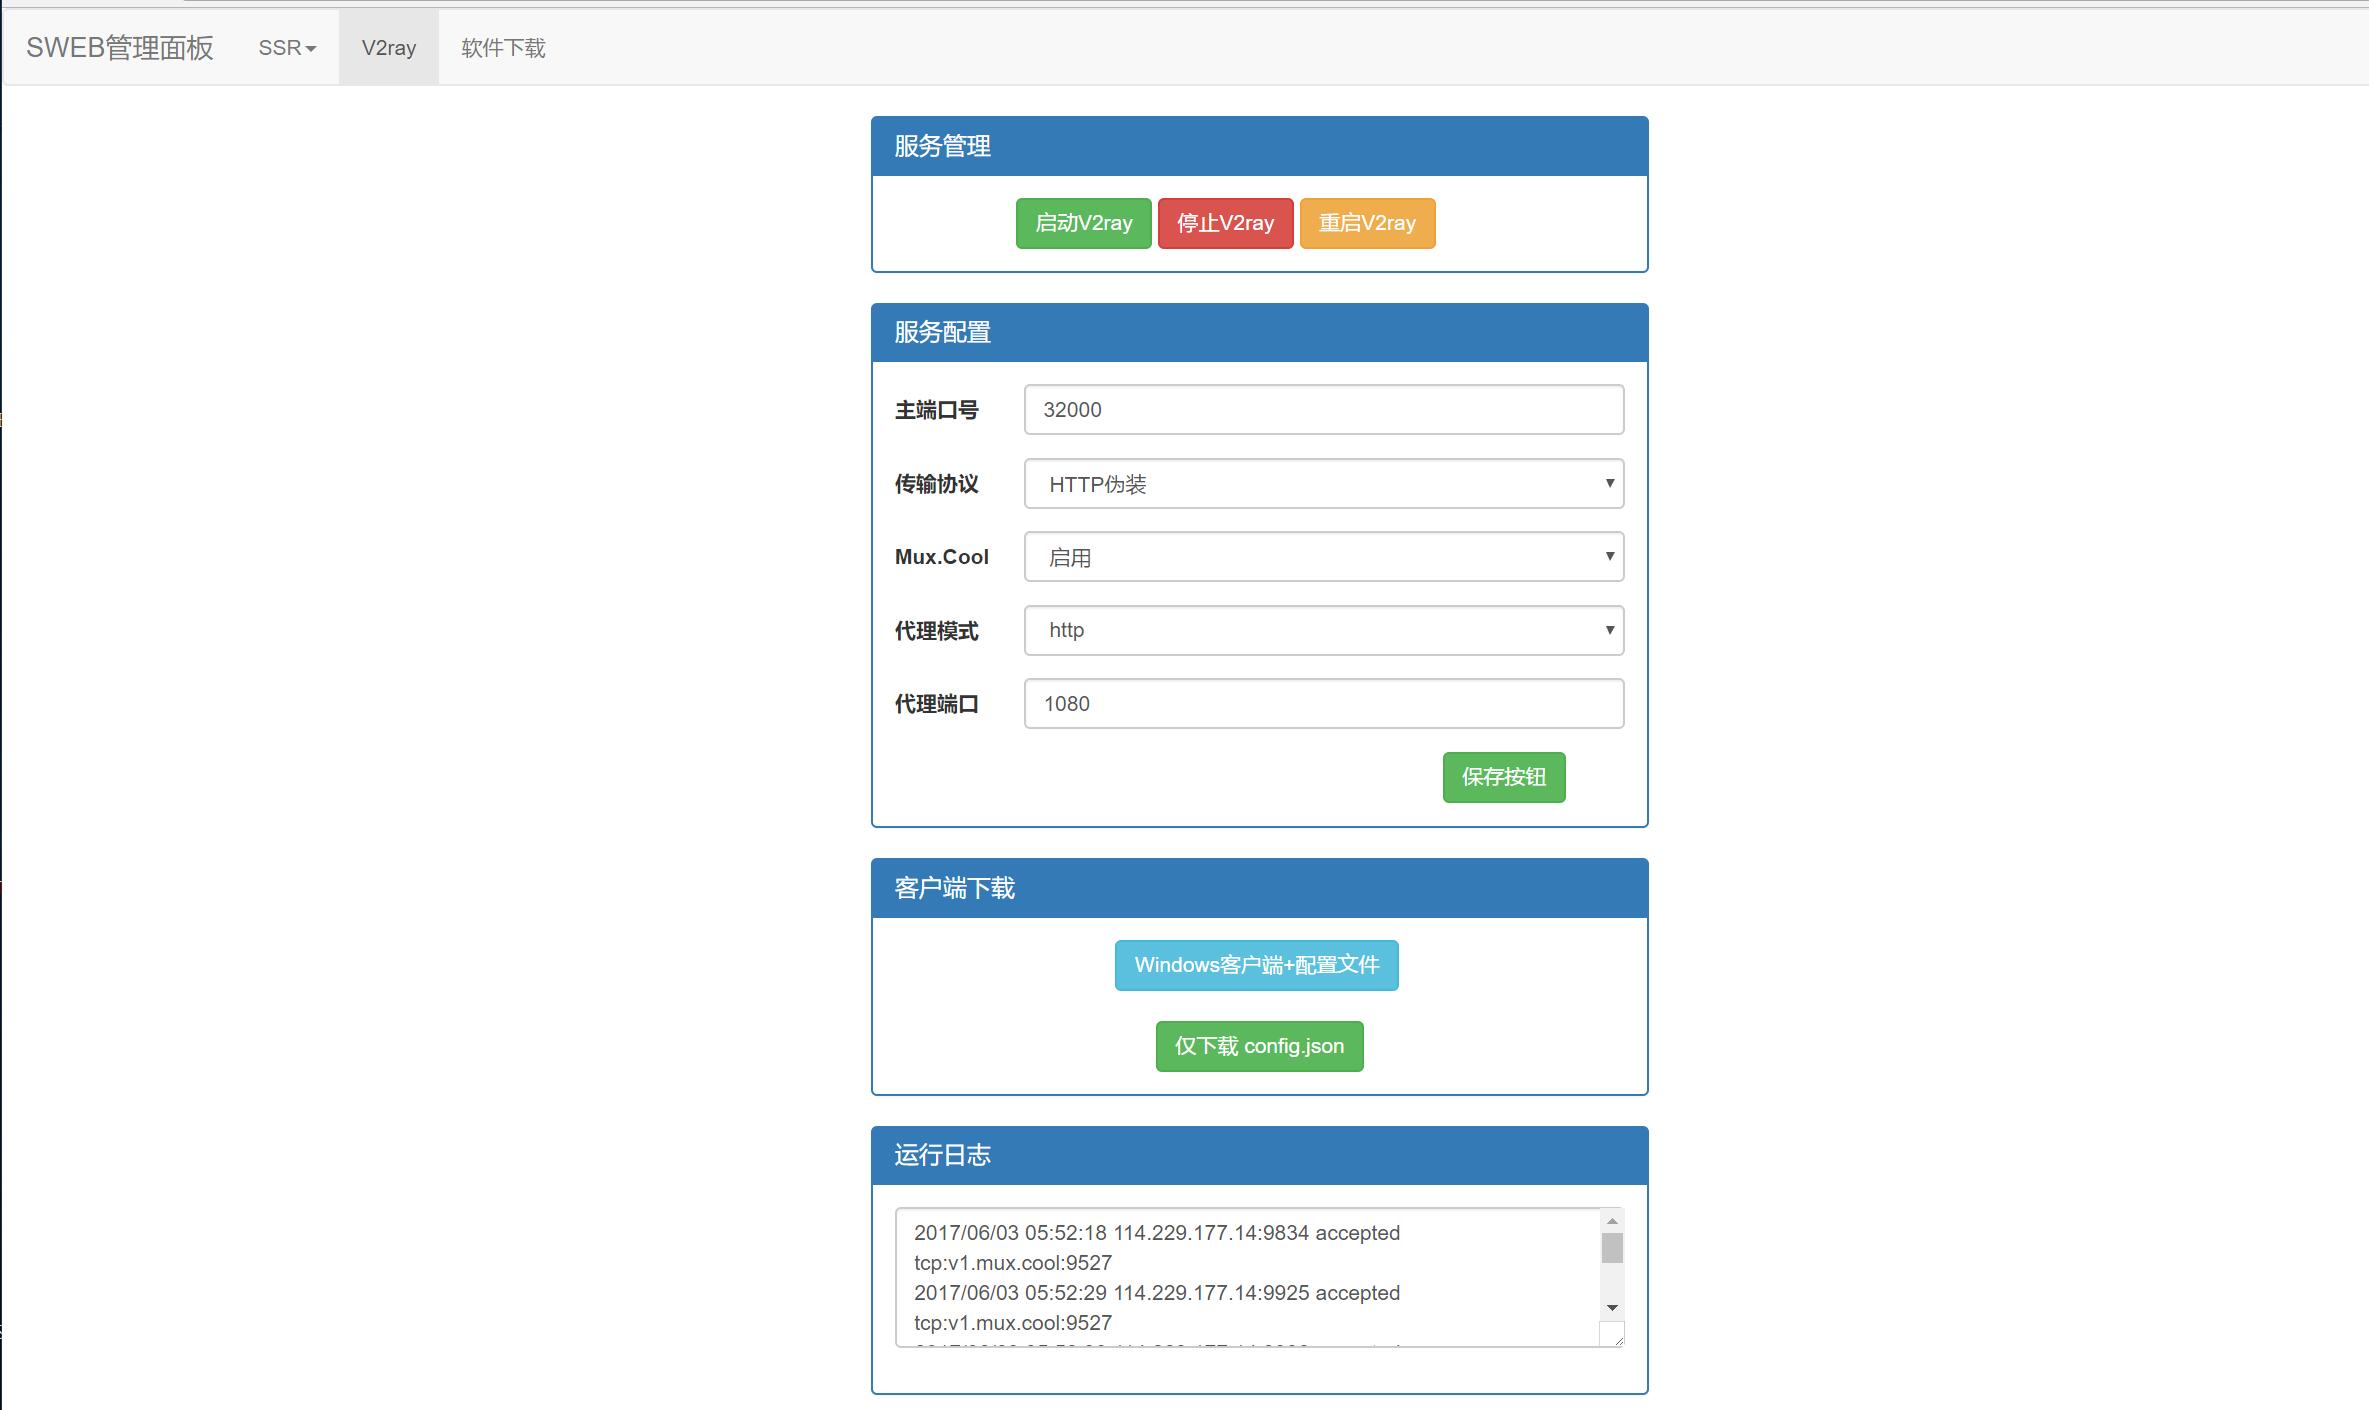 SWEB管理面板 SSR V2ray 软件下载
服务管理
启动V2ray 停止V2ray 重启V2ray
服务配置
主端口号 32000
传输协议 HTTP伪装
Mux.Cool 启用
代理模式 http
代理端口 1080
保存按钮
客户端下载
Windows客户端+配置文件
仅下载 config.json
运行日志
2017/06/03 05:52:18 114.229.177.14:9834 accepted
tcp:v1.mux.cool:9527
2017/06/03 05:52:29 114.229.177.14:9925 accepted
tcp:v1.mux.cool:9527